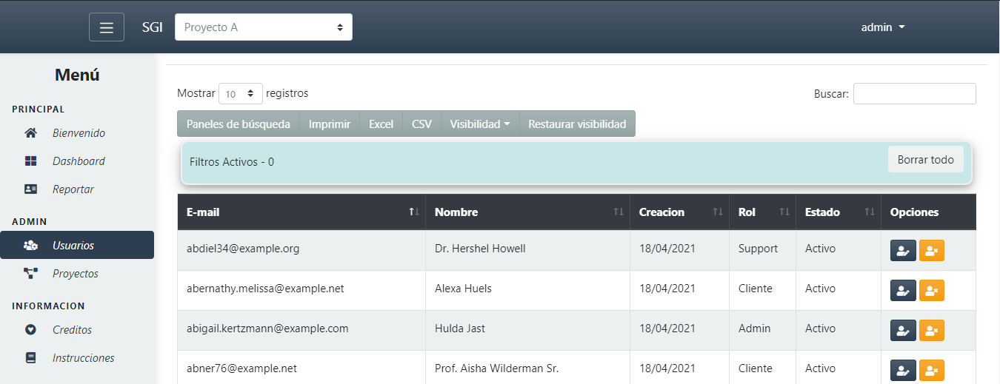 SGI Proyecto A admin
Menú
PRINCIPAL
Bienvenido
Dashboard
Reportar
ADMIN
Usuarios
Proyectos
INFORMACION
Creditos
Instrucciones
Mostrar 10 registros Buscar:
Paneles de búsqueda Imprimir Excel CSV Visibilidad Restaurar visibilidad
Filtros Activos - 0 Borrar todo
E-mail Nombre Creacion Rol Estado Opciones
abdiel34@example.org Dr. Hershel Howell 18/04/2021 Support Activo
abernathy.melissa@example.net Alexa Huels 18/04/2021 Cliente Activo
abigail.kertzmann@example.com Hulda Jast 18/04/2021 Admin Activo
abner76@example.net Prof. Aisha Wilderman Sr. 18/04/2021 Cliente Activo